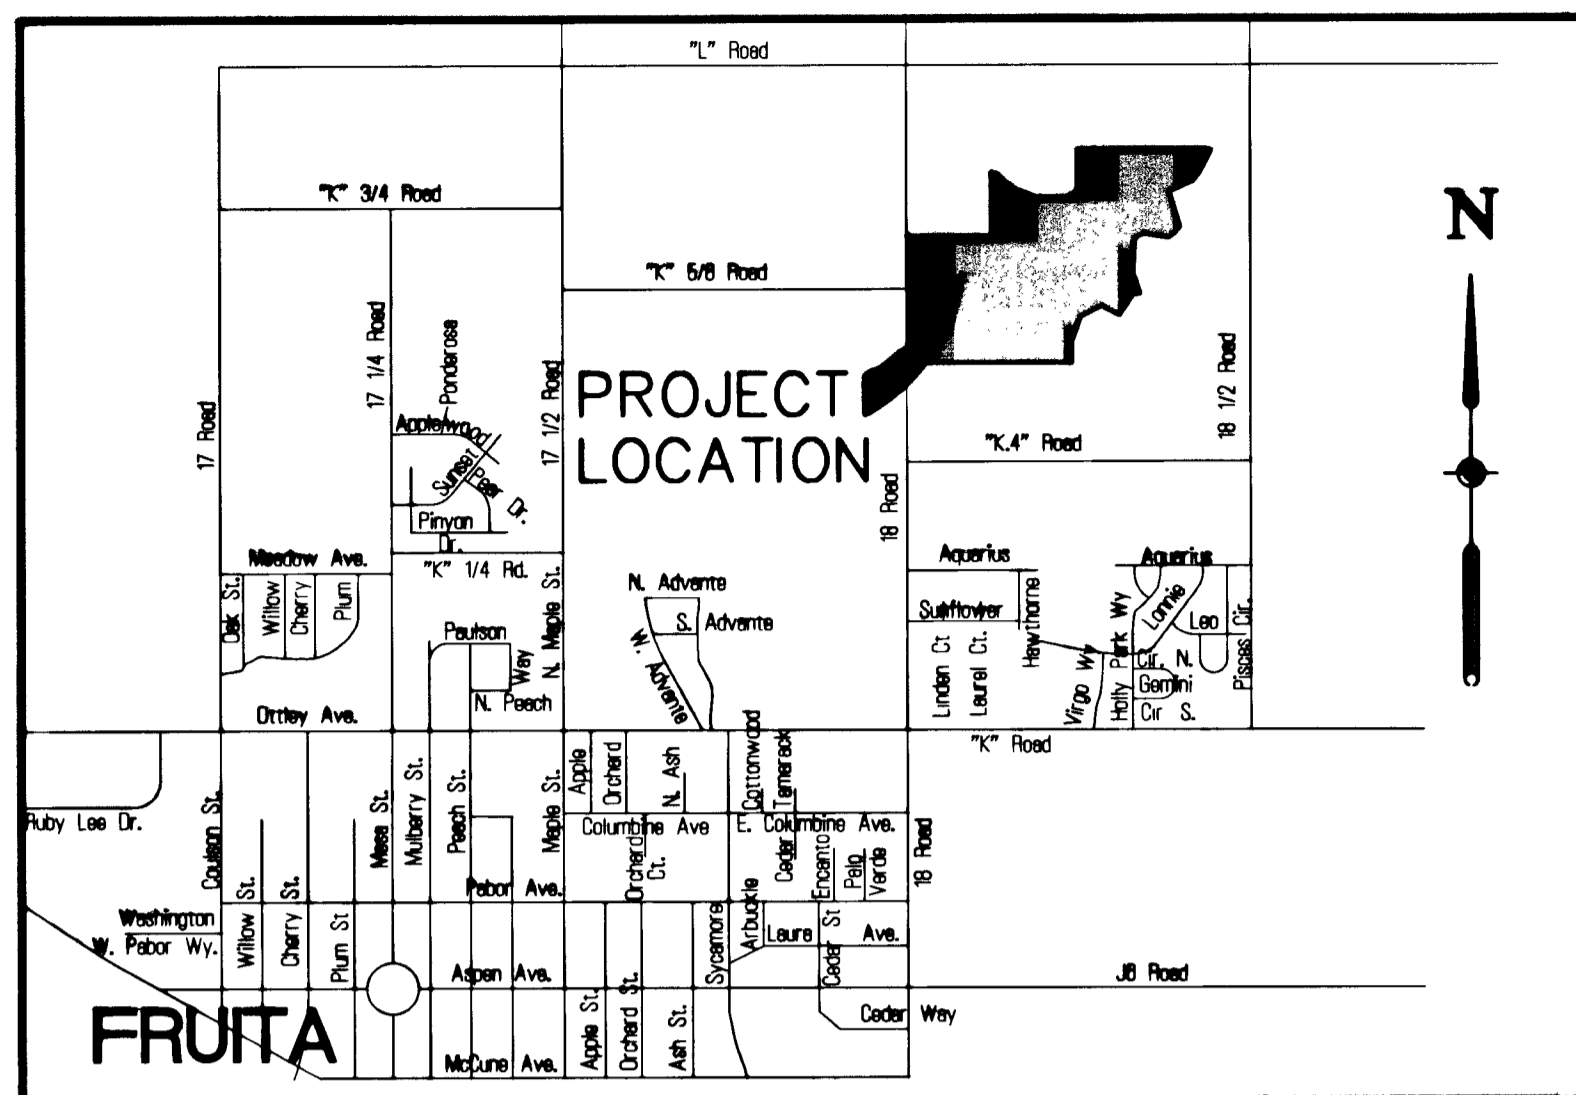 "L" Road
"K" 3/4 Road
N
"K" 5/8 Road
17 1/4 Road
Ponderosa
17 1/2 Road
18 1/2 Road
PROJECT
LOCATION
17 Road
Applewood
Sunset
Pear Dr.
"K.4" Road
18 Road
Pinyon
Dr.
Meadow Ave.
"K" 1/4 Rd.
Aquarius
Aquarius
N. Advante
Oak St.
Willow
Cherry
Plum
N. Maple St.
S. Advante
Sunflower
Hawthorne
Holly Park Wy
Lonnie
Leo
Pisces Cir.
Paulson
Way
N. Peach
W. Advante
Linden Ct
Laurel Ct.
Virgo Wy
Cir. N.
Gemini
Cir S.
Ottley Ave.
"K" Road
Ruby Lee Dr.
Coulson St.
Mesa St.
Mulberry St.
Peach St.
Maple St.
Apple
Orchard
N. Ash
Cottonwood
Tamarack
Columbine Ave
E. Columbine Ave.
Orchard
Ct.
Cedar
Encanto
Palo
Verde
18 Road
Pabor Ave.
Washington
W. Pabor Wy.
Willow St.
Cherry St.
Plum St
Sycamore
Arbuckle
Laura Ave.
Cedar St
Aspen Ave.
J6 Road
FRUITA
Apple St.
Orchard St.
Ash St.
Cedar Way
McCune Ave.